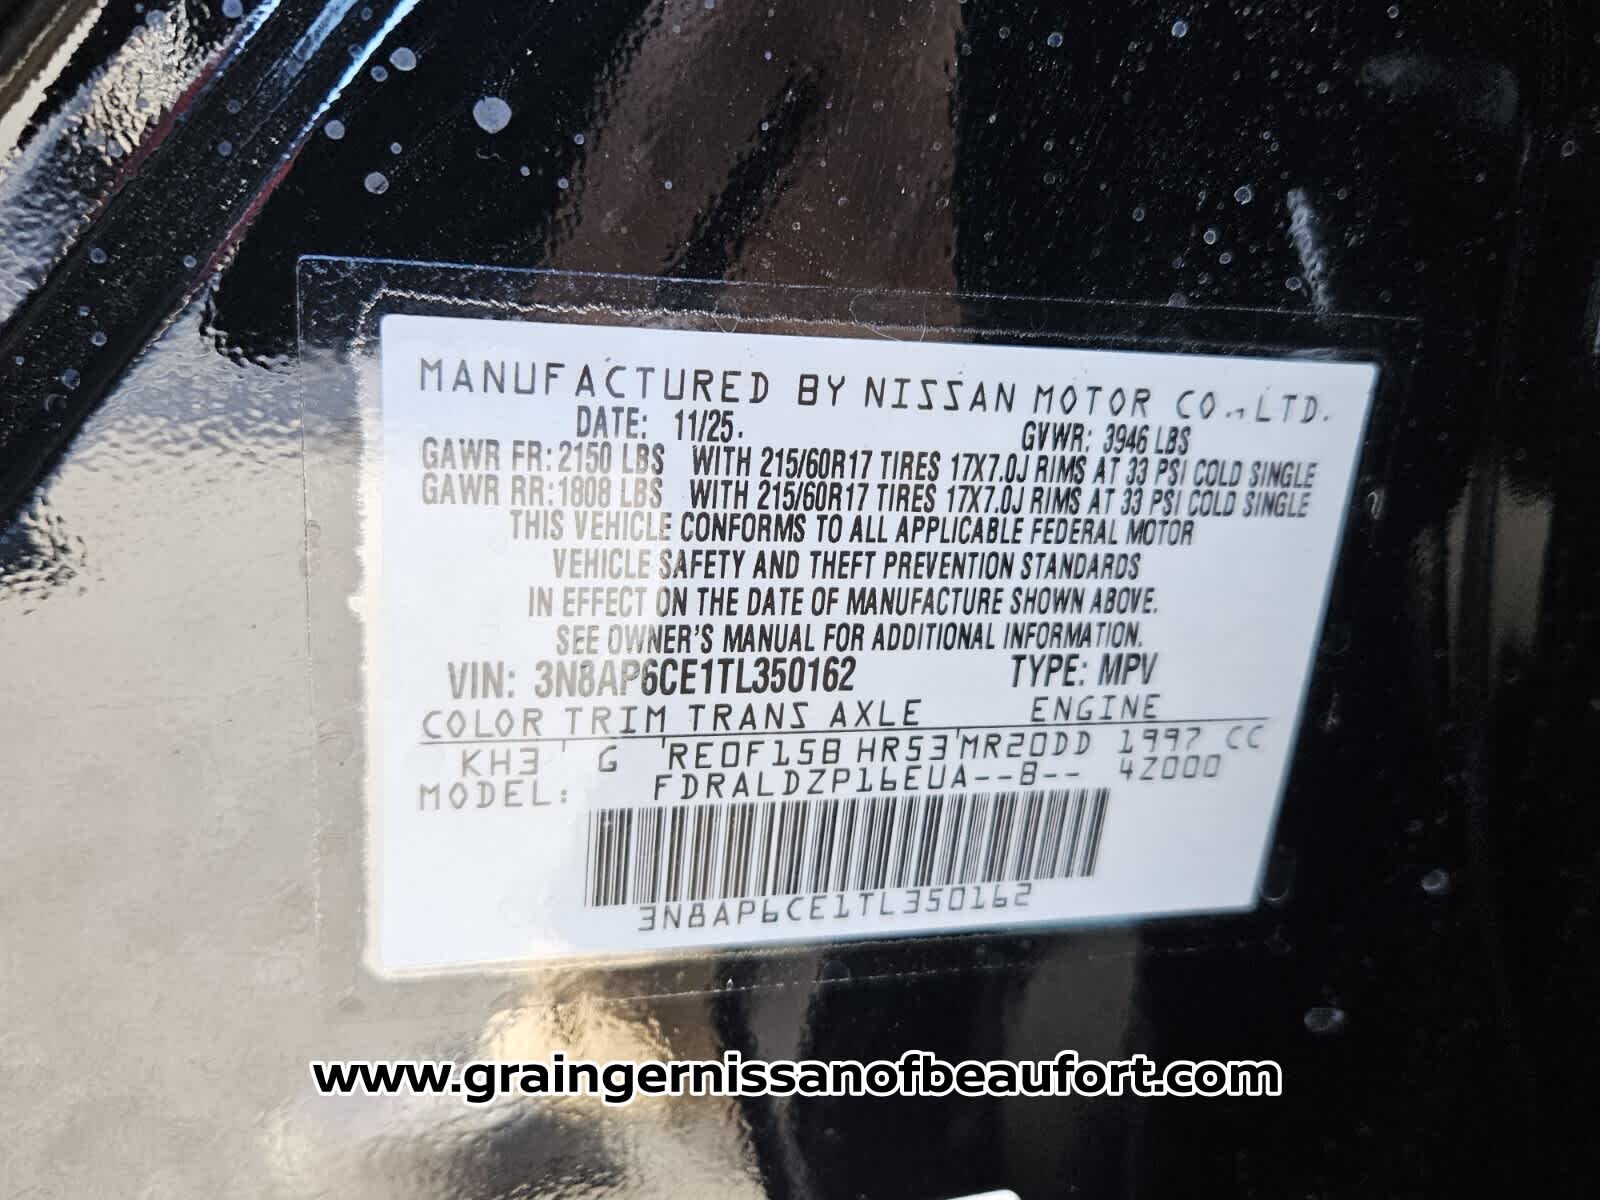 MANUFACTURED BY NISSAN MOTOR CO., LTD.
DATE: 11/25. GVWR: 3946 LBS
GAWR FR: 2150 LBS WITH 215/60R17 TIRES 17X7.0J RIMS AT 33 PSI COLD SINGLE
GAWR RR: 1808 LBS WITH 215/60R17 TIRES 17X7.0J RIMS AT 33 PSI COLD SINGLE
THIS VEHICLE CONFORMS TO ALL APPLICABLE FEDERAL MOTOR
VEHICLE SAFETY AND THEFT PREVENTION STANDARDS
IN EFFECT ON THE DATE OF MANUFACTURE SHOWN ABOVE.
SEE OWNER'S MANUAL FOR ADDITIONAL INFORMATION.
VIN: 3N8AP6CE1TL350162 TYPE: MPV
COLOR TRIM TRANS AXLE ENGINE
KH3 ' G 'RE0F15B HR53'MR20DD 1997 CC
MODEL: FDRALDZP16EUA--B-- 4Z000
3N8AP6CE1TL350162
www.graingernissanofbeaufort.com